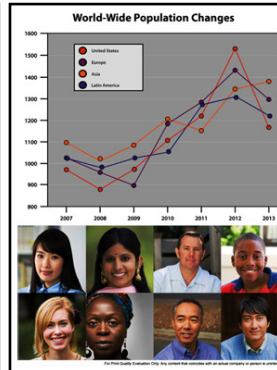 World-Wide Population Changes
1600
1500
1400
1300
1200
1100
1000
900
800
United States
Europe
Asia
Latin America
2007 2008 2009 2010 2011 2012 2013
For Print Quality Evaluation Only. Any content that coincides with an actual company or person is